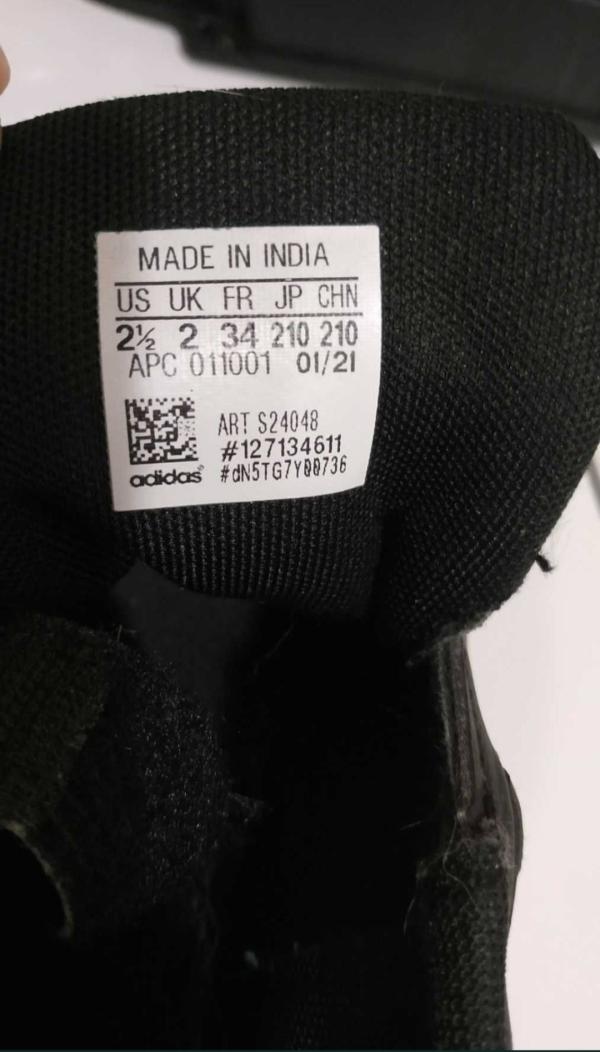 MADE IN INDIA
US UK FR JP CHN
2½ 2 34 210 210
APC 011001 01/21
ART S24048
#127134611
#dN5TG7Y00736
adidas